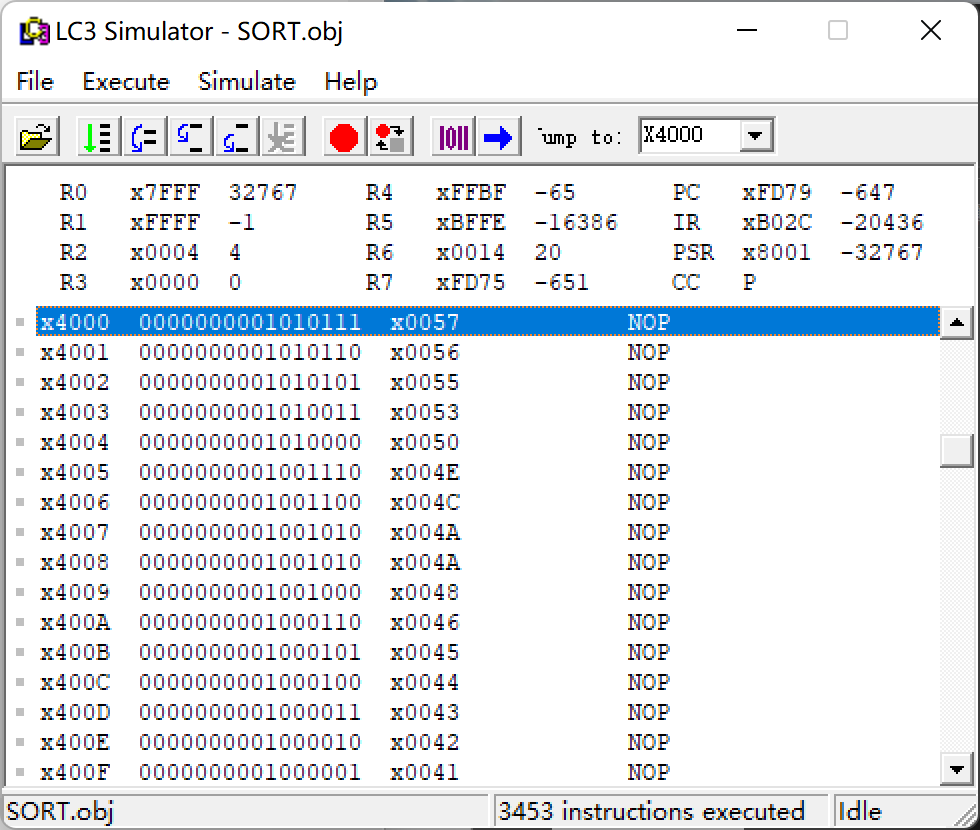 LC3 Simulator - SORT.obj
File Execute Simulate Help
Jump to: X4000
R0 x7FFF 32767 R4 xFFBF -65 PC xFD79 -647
R1 xFFFF -1 R5 xBFFE -16386 IR xB02C -20436
R2 x0004 4 R6 x0014 20 PSR x8001 -32767
R3 x0000 0 R7 xFD75 -651 CC P
x4000 0000000001010111 x0057 NOP
x4001 0000000001010110 x0056 NOP
x4002 0000000001010101 x0055 NOP
x4003 0000000001010011 x0053 NOP
x4004 0000000001010000 x0050 NOP
x4005 0000000001001110 x004E NOP
x4006 0000000001001100 x004C NOP
x4007 0000000001001010 x004A NOP
x4008 0000000001001010 x004A NOP
x4009 0000000001001000 x0048 NOP
x400A 0000000001000110 x0046 NOP
x400B 0000000001000101 x0045 NOP
x400C 0000000001000100 x0044 NOP
x400D 0000000001000011 x0043 NOP
x400E 0000000001000010 x0042 NOP
x400F 0000000001000001 x0041 NOP
SORT.obj 3453 instructions executed Idle